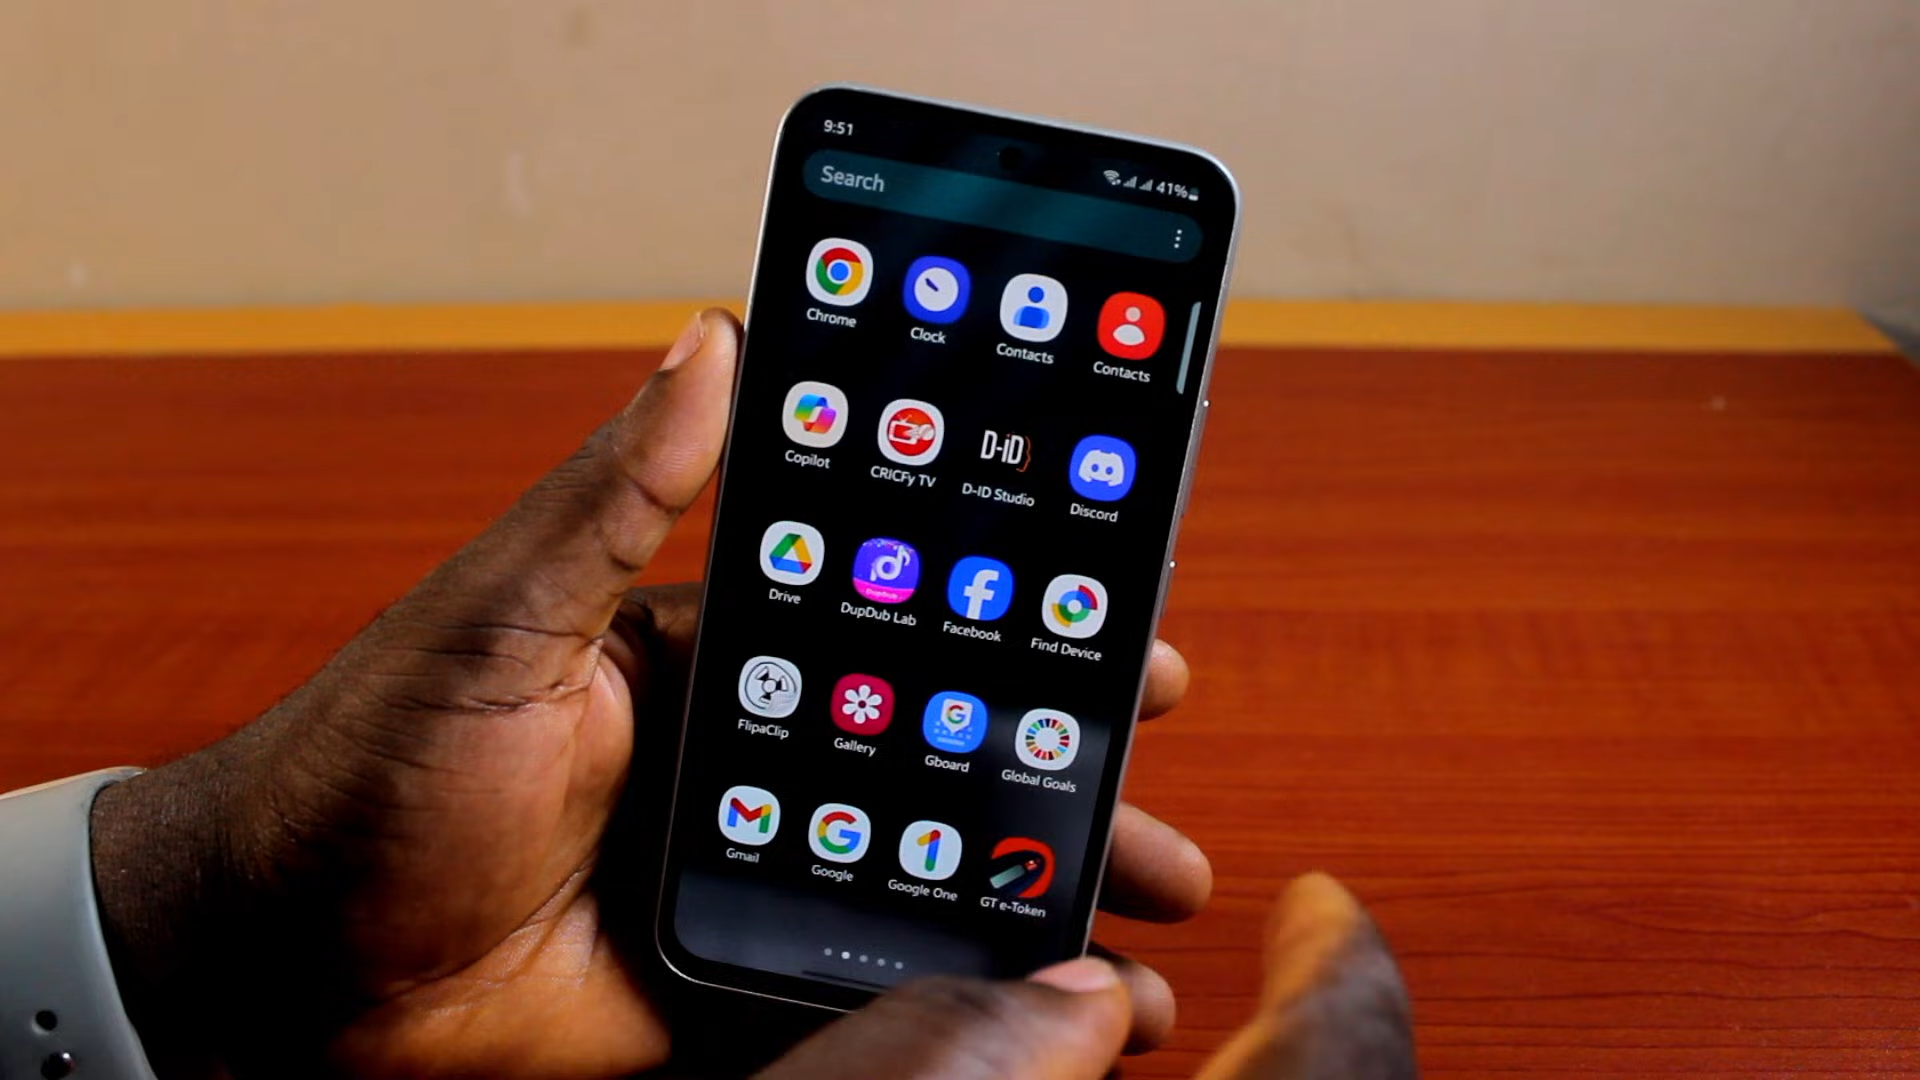 9:51
41%
Search
Chrome
Clock
Contacts
Contacts
Copilot
CRICFy TV
D-iD
D-ID Studio
Discord
Drive
DupDub
DupDub Lab
Facebook
Find Device
FlipaClip
Gallery
Gboard
Global Goals
Gmail
Google
Google One
GT e-Token